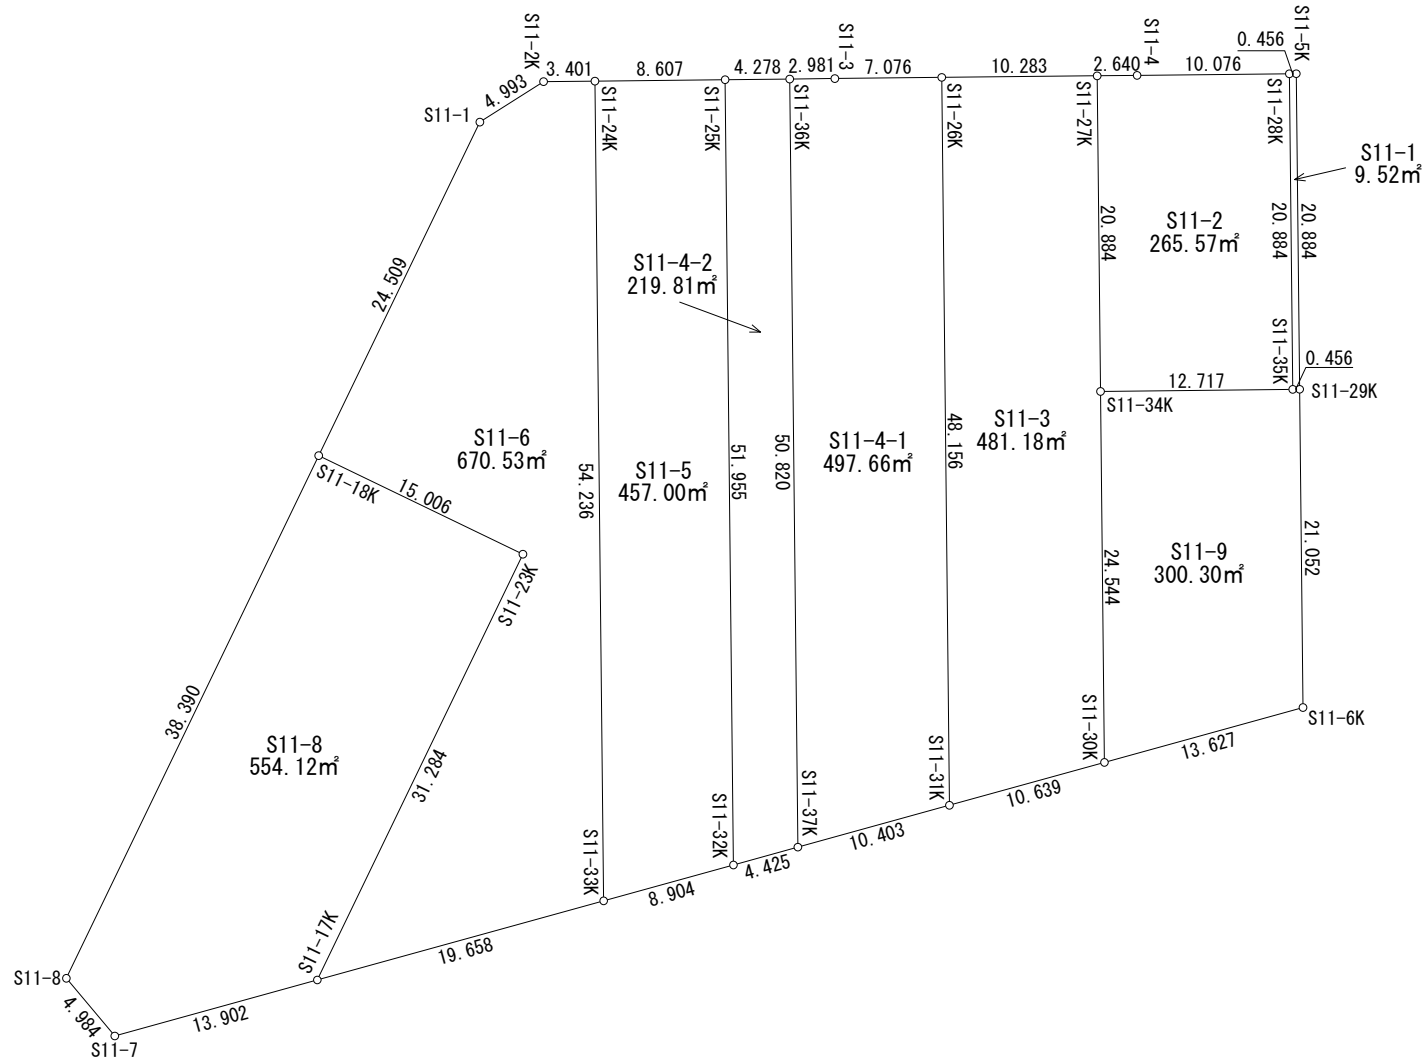 S11-2K
3.401
8.607
4.278
2.981
S11-3
7.076
10.283
2.640
S11-4
10.076
0.456
S11-5K
4.993
S11-1
S11-24K
S11-25K
S11-36K
S11-26K
S11-27K
S11-28K
S11-1
9.52㎡
20.884
S11-2
265.57㎡
20.884
20.884
24.509
S11-4-2
219.81㎡
S11-35K
0.456
12.717
S11-34K
S11-29K
S11-6
670.53㎡
S11-5
457.00㎡
S11-4-1
497.66㎡
S11-3
481.18㎡
54.236
51.955
50.820
48.156
S11-18K
15.006
S11-23K
24.544
S11-9
300.30㎡
21.052
38.390
S11-8
554.12㎡
31.284
S11-30K
S11-6K
13.627
S11-31K
10.639
S11-37K
10.403
S11-32K
4.425
S11-33K
8.904
S11-17K
19.658
S11-8
4.984
13.902
S11-7